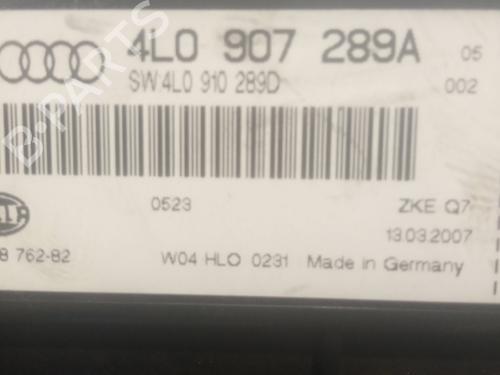 4L0 907 289A 05
SW:4L0 910 289D 002
0523 ZKE Q7
13.03.2007
8 762-82 W04 HLO 0231 Made in Germany